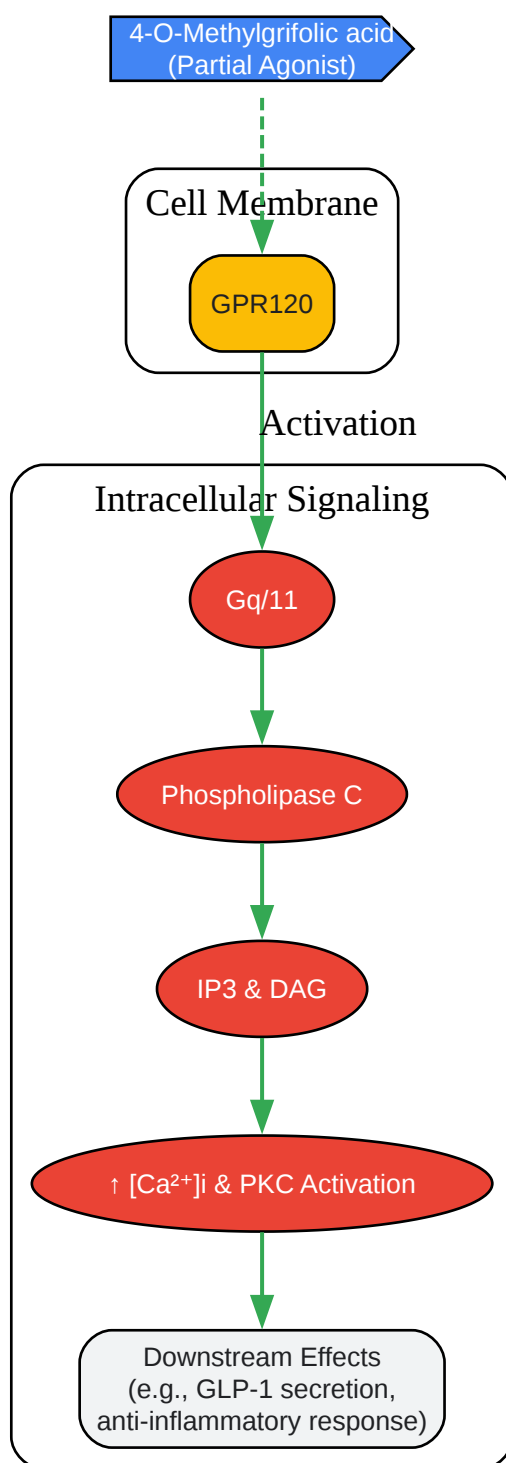 4-O-Methylgrifolic acid
(Partial Agonist)
Cell Membrane
GPR120
Activation
Intracellular Signaling
Gq/11
Phospholipase C
IP3 & DAG
↑ [Ca²⁺]i & PKC Activation
Downstream Effects
(e.g., GLP-1 secretion,
anti-inflammatory response)